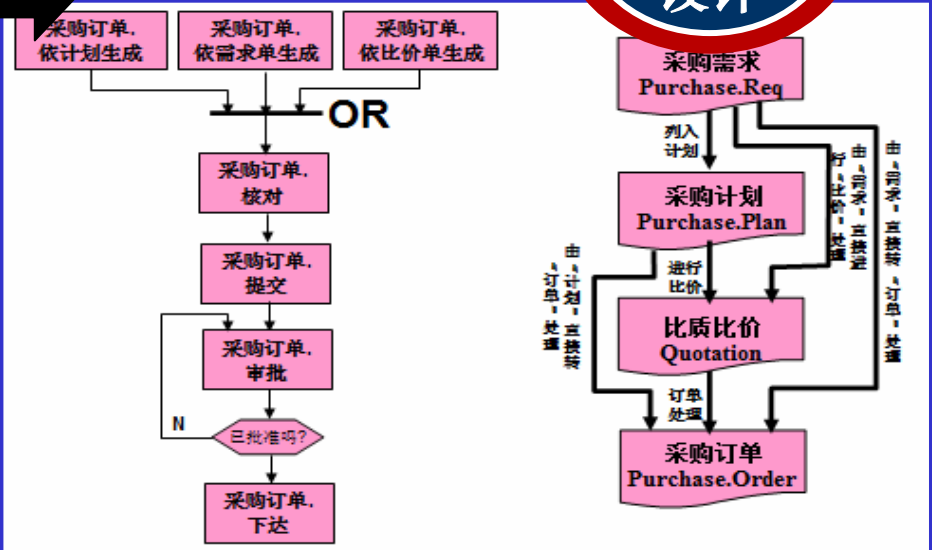 设计
采购订单.
依计划生成
采购订单.
依需求单生成
采购订单.
依比价单生成
OR
采购订单.
核对
采购订单.
提交
采购订单.
审批
N
已批准吗?
采购订单.
下达
采购需求
Purchase.Req
列入
计划
采购计划
Purchase.Plan
进行
比价
比质比价
Quotation
订单
处理
采购订单
Purchase.Order
由“计划”直接转
“订单”处理
由“需求”直接进
行“比价”处理
由“需求”直接转“订单”处理